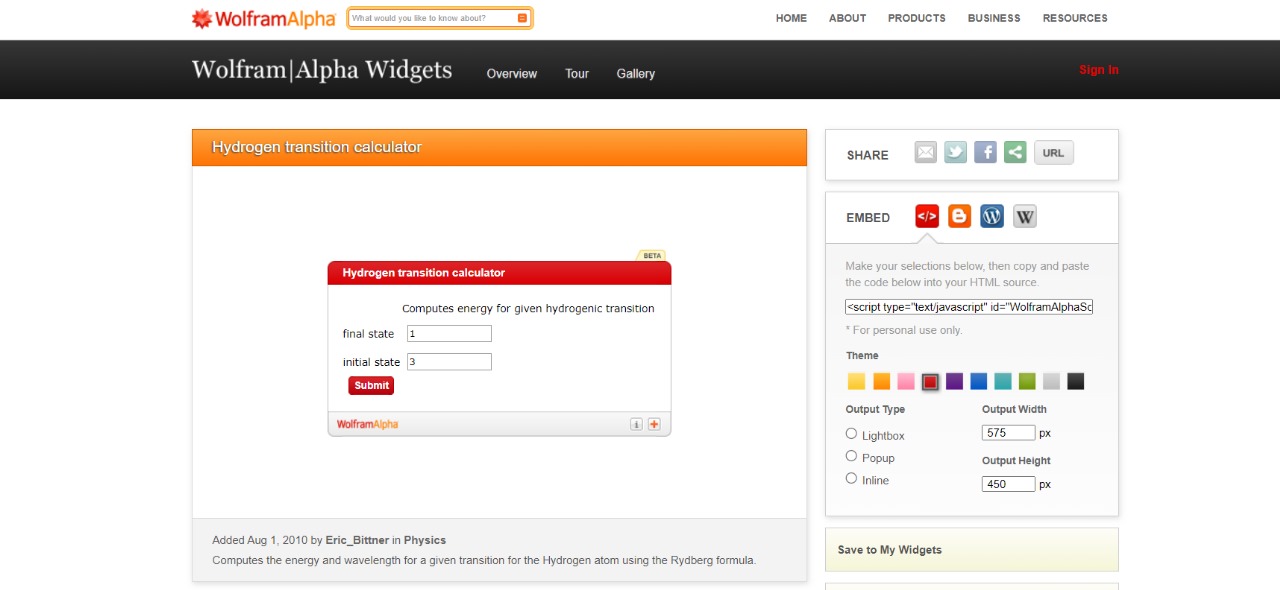 WolframAlpha
What would you like to know about?
HOME ABOUT PRODUCTS BUSINESS RESOURCES
Wolfram|Alpha Widgets
Overview Tour Gallery
Sign In
Hydrogen transition calculator
BETA
Hydrogen transition calculator
Computes energy for given hydrogenic transition
final state 1
initial state 3
Submit
WolframAlpha
Added Aug 1, 2010 by Eric_Bittner in Physics
Computes the energy and wavelength for a given transition for the Hydrogen atom using the Rydberg formula.
SHARE URL
EMBED
Make your selections below, then copy and paste
the code below into your HTML source.
<script type="text/javascript" id="WolframAlphaSc
* For personal use only.
Theme
Output Type
Lightbox
Popup
Inline
Output Width
575 px
Output Height
450 px
Save to My Widgets